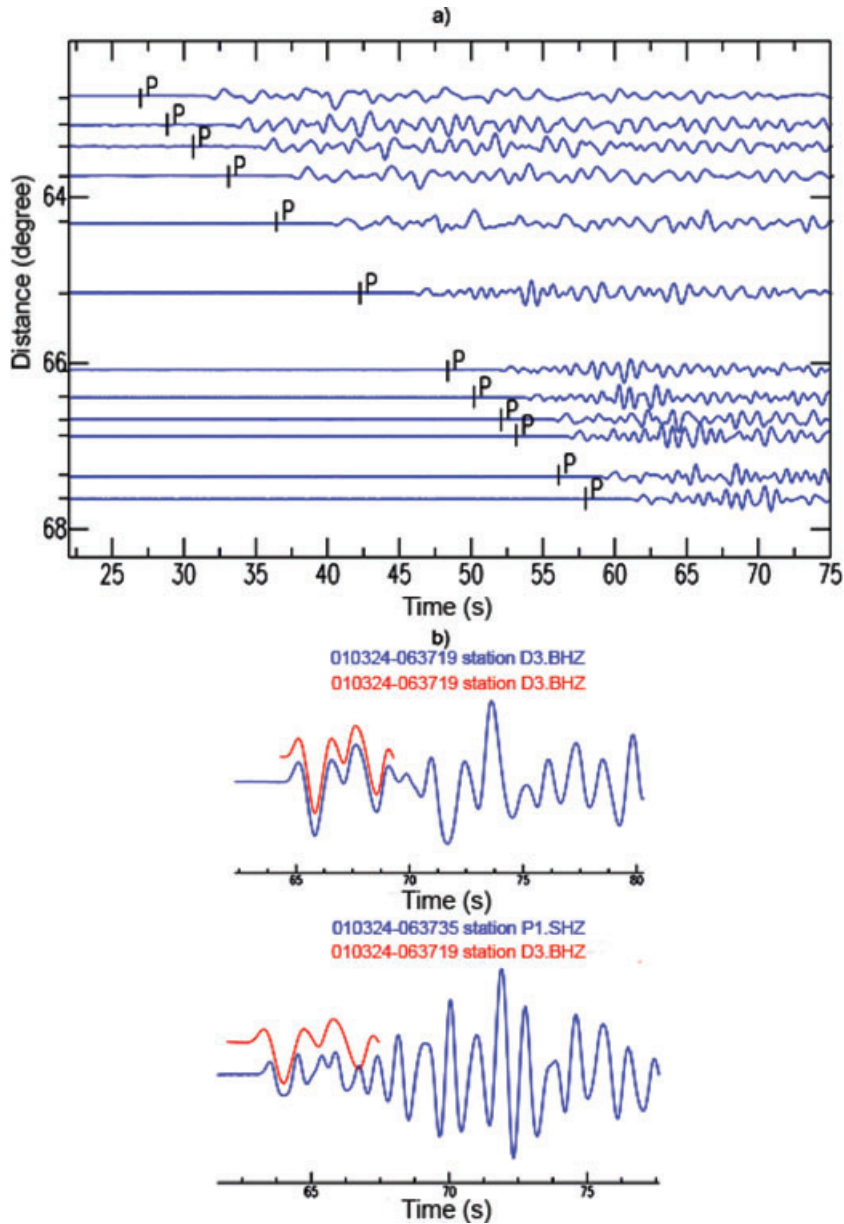 a)
P
P
P
P
P
P
P
P
P
P
P
P
64
66
68
Distance (degree)
25 30 35 40 45 50 55 60 65 70 75
Time (s)
b)
010324-063719 station D3.BHZ
010324-063719 station D3.BHZ
65 70 75 80
Time (s)
010324-063735 station P1.SHZ
010324-063719 station D3.BHZ
65 70 75
Time (s)